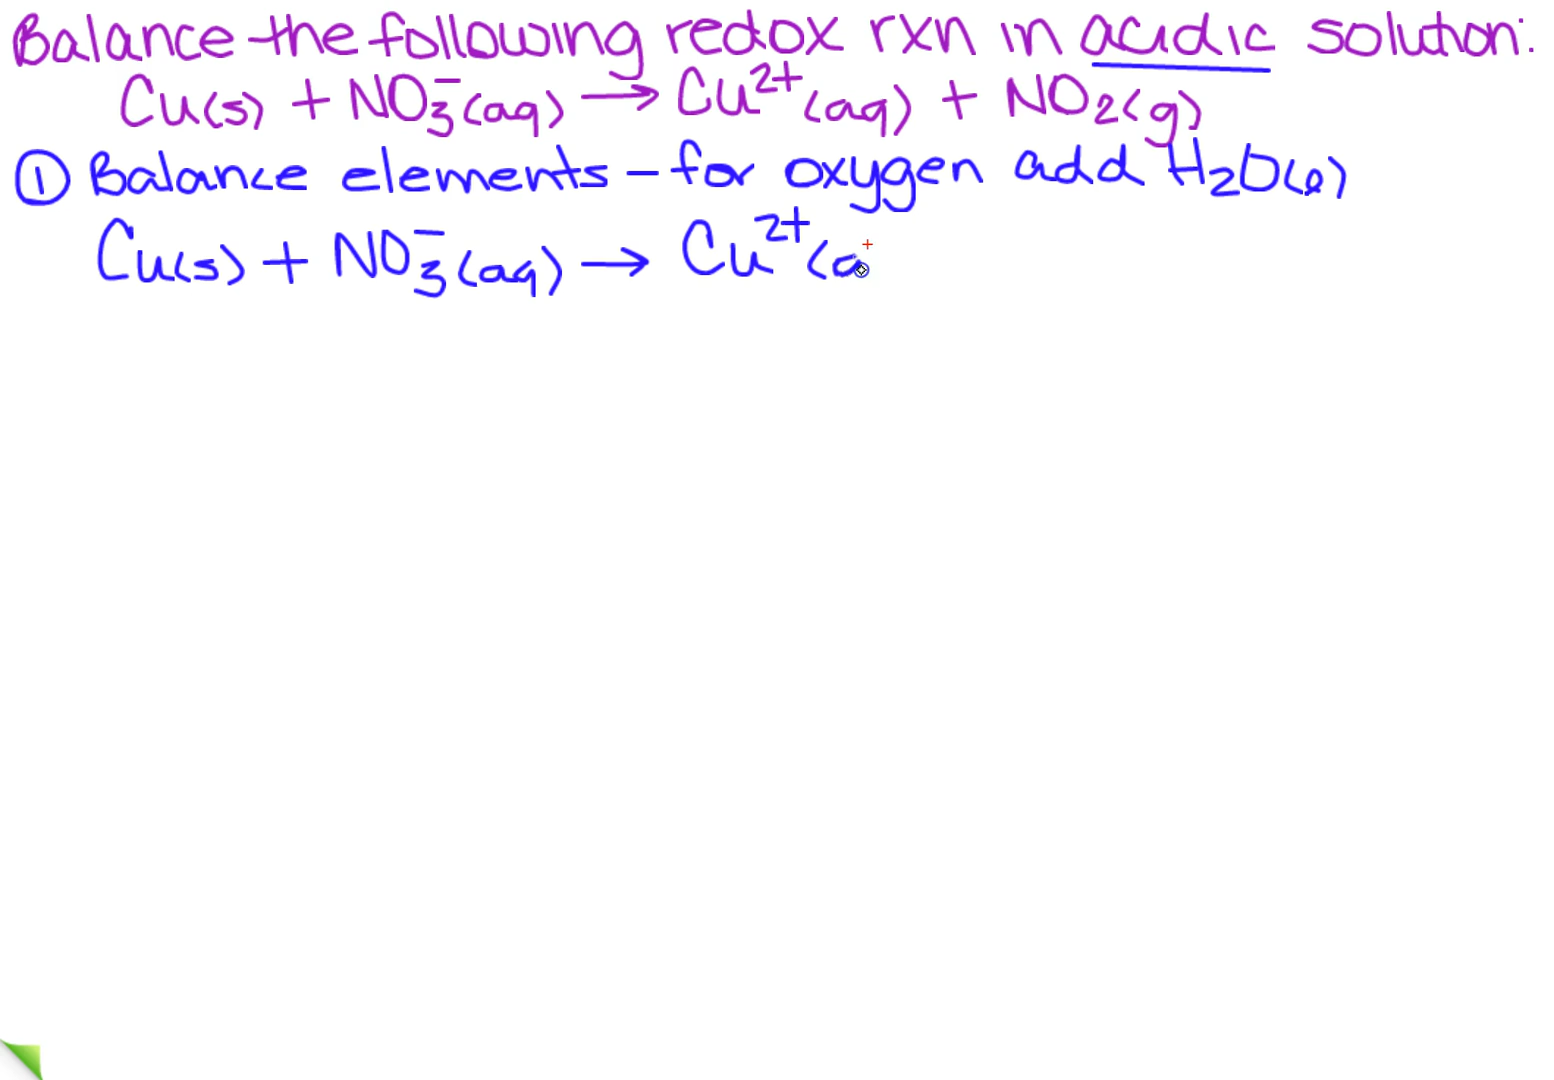 Balance the following redox rxn in acidic solution:
Cu(s) + NO₃⁻(aq) → Cu²⁺(aq) + NO₂(g)
① Balance elements – for oxygen add H₂O(l)
Cu(s) + NO₃⁻(aq) → Cu²⁺(a